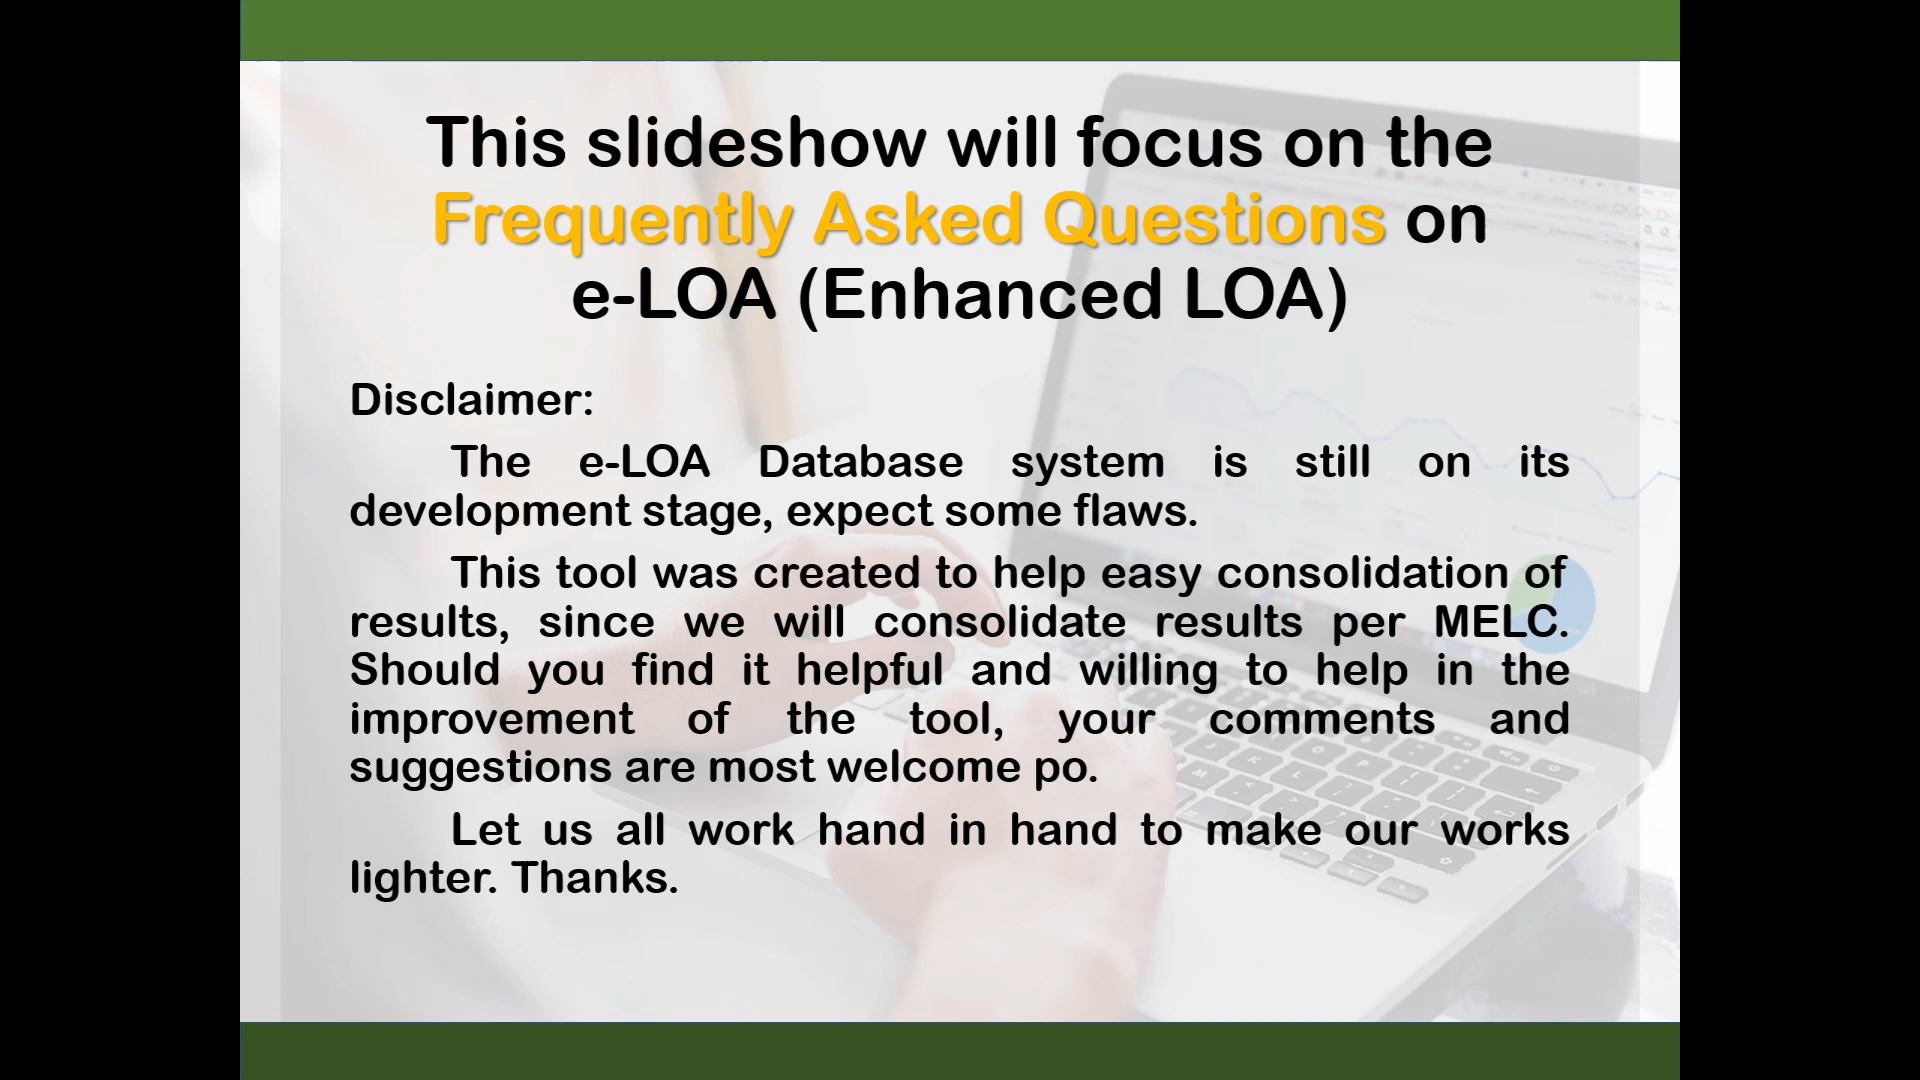 This slideshow will focus on the
Frequently Asked Questions on
e-LOA (Enhanced LOA)
Disclaimer:
The e-LOA Database system is still on its
development stage, expect some flaws.
This tool was created to help easy consolidation of
results, since we will consolidate results per MELC.
Should you find it helpful and willing to help in the
improvement of the tool, your comments and
suggestions are most welcome po.
Let us all work hand in hand to make our works
lighter. Thanks.